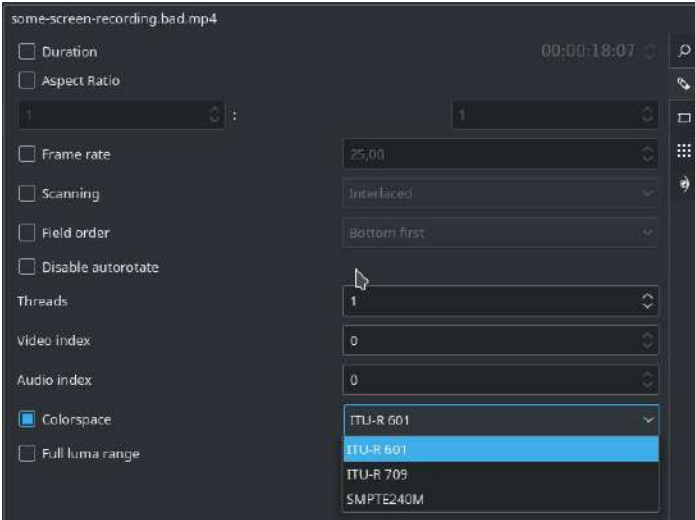 some-screen-recording.bad.mp4
Duration 00:00:18:07
Aspect Ratio
1 : 1
Frame rate 25,00
Scanning Interlaced
Field order Bottom first
Disable autorotate
Threads 1
Video index 0
Audio index 0
Colorspace ITU-R 601
Full luma range ITU-R 601
ITU-R 709
SMPTE240M